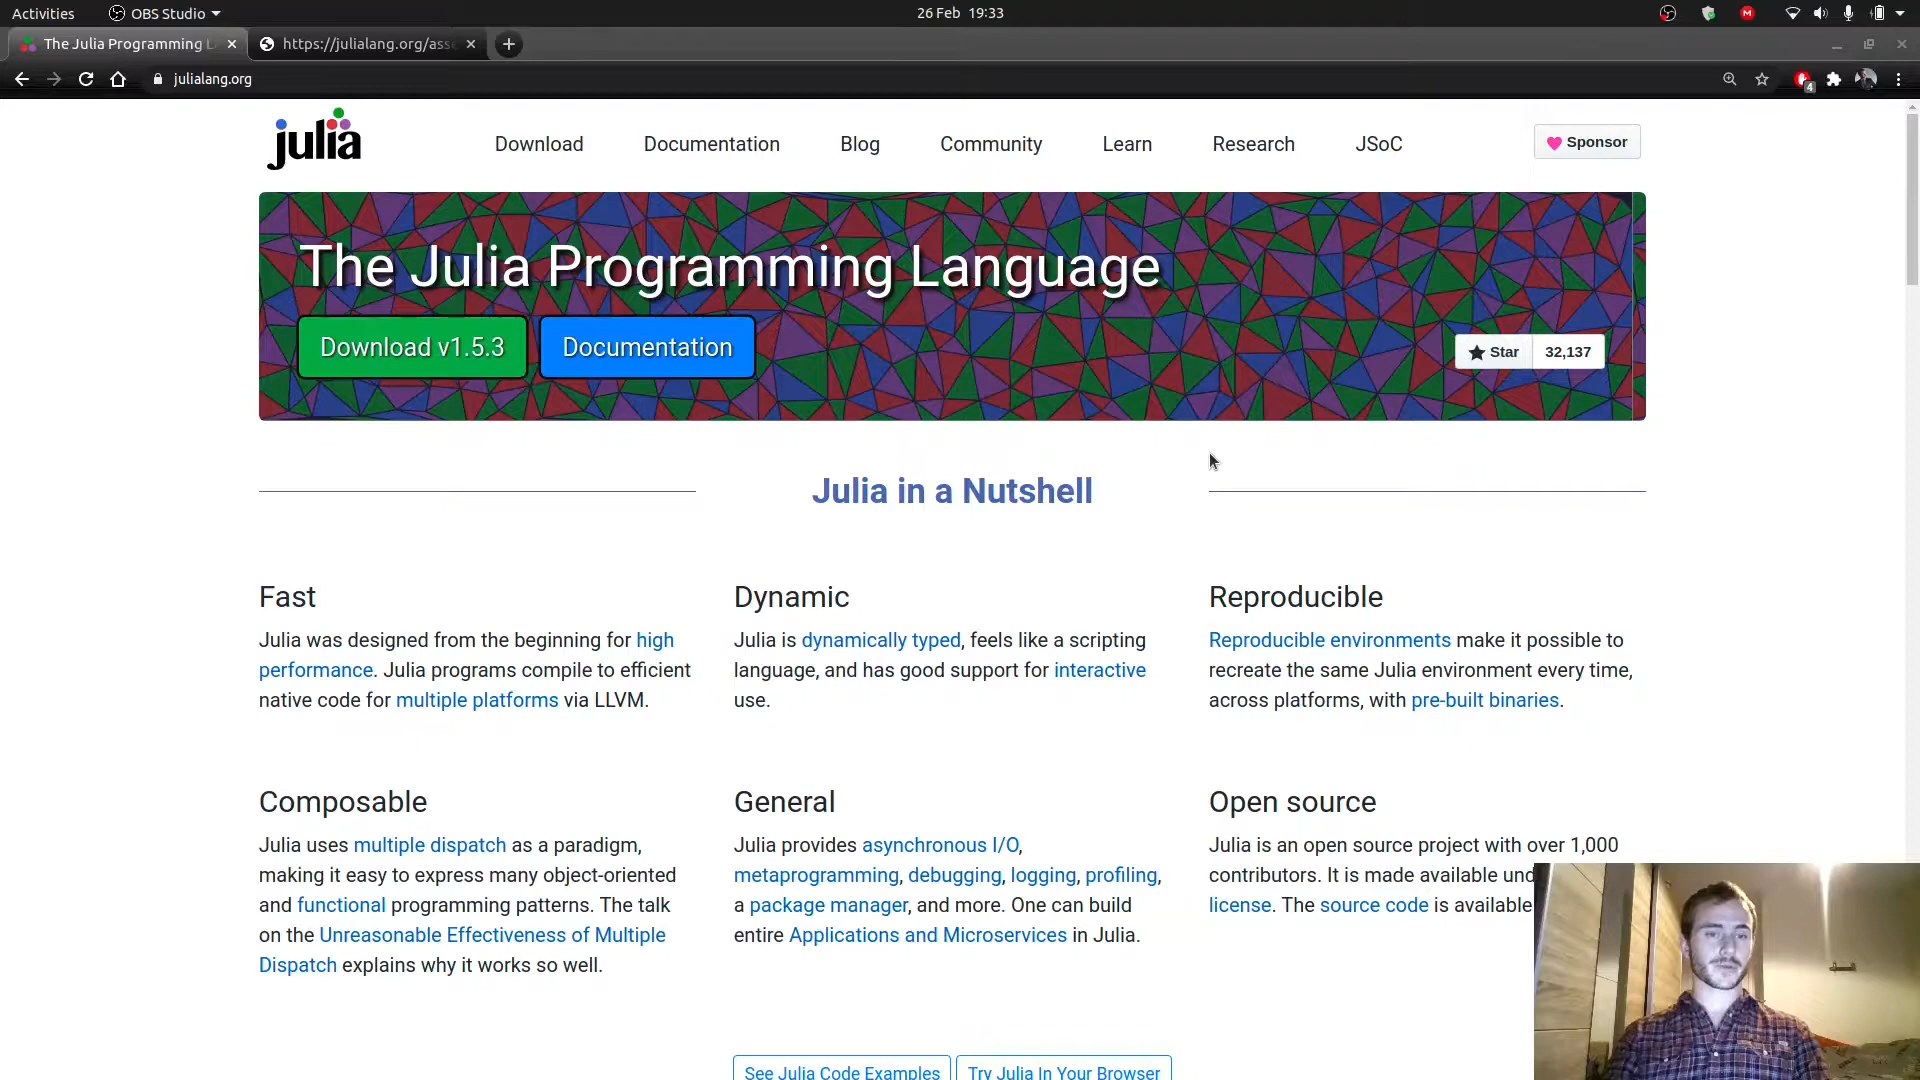 Activities
OBS Studio
26 Feb 19:33
The Julia Programming L
https://julialang.org/asse
julialang.org
4
julia
Download
Documentation
Blog
Community
Learn
Research
JSoC
Sponsor
The Julia Programming Language
Download v1.5.3
Documentation
Star
32,137
Julia in a Nutshell
Fast
Julia was designed from the beginning for high
performance. Julia programs compile to efficient
native code for multiple platforms via LLVM.
Dynamic
Julia is dynamically typed, feels like a scripting
language, and has good support for interactive
use.
Reproducible
Reproducible environments make it possible to
recreate the same Julia environment every time,
across platforms, with pre-built binaries.
Composable
Julia uses multiple dispatch as a paradigm,
making it easy to express many object-oriented
and functional programming patterns. The talk
on the Unreasonable Effectiveness of Multiple
Dispatch explains why it works so well.
General
Julia provides asynchronous I/O,
metaprogramming, debugging, logging, profiling,
a package manager, and more. One can build
entire Applications and Microservices in Julia.
Open source
Julia is an open source project with over 1,000
contributors. It is made available und
license. The source code is available
See Julia Code Examples
Try Julia In Your Browser